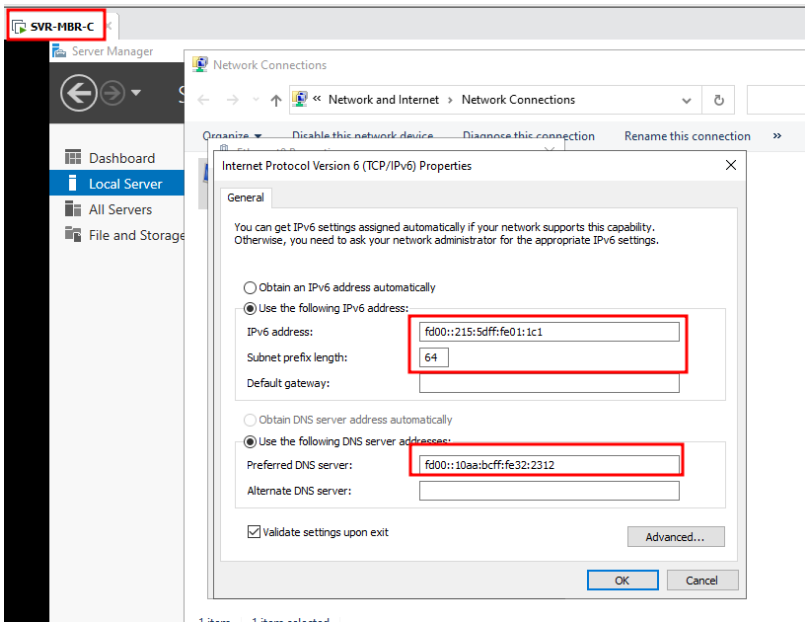 SVR-MBR-C
Server Manager
Network Connections
Network and Internet > Network Connections
Organize Disable this network device Diagnose this connection Rename this connection »
Dashboard
Local Server
All Servers
File and Storage
Internet Protocol Version 6 (TCP/IPv6) Properties
General
You can get IPv6 settings assigned automatically if your network supports this capability.
Otherwise, you need to ask your network administrator for the appropriate IPv6 settings.
Obtain an IPv6 address automatically
Use the following IPv6 address:
IPv6 address: fd00::215:5dff:fe01:1c1
Subnet prefix length: 64
Default gateway:
Obtain DNS server address automatically
Use the following DNS server addresses:
Preferred DNS server: fd00::10aa:bcff:fe32:2312
Alternate DNS server:
Validate settings upon exit
Advanced...
OK Cancel
1 item 1 item selected